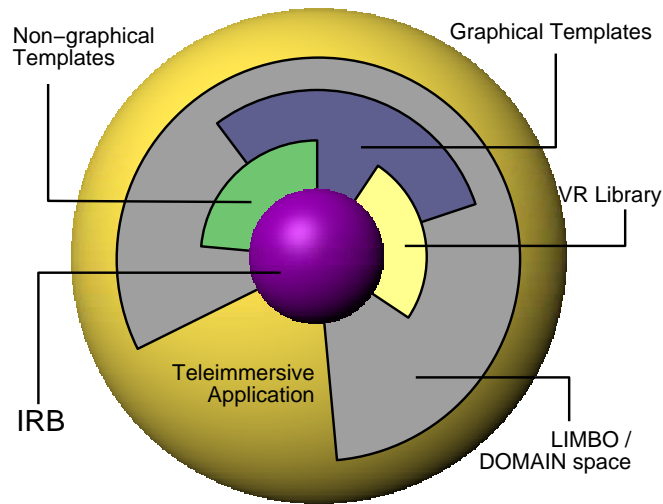 Non−graphical
Templates
Graphical Templates
VR Library
Teleimmersive
Application
IRB
LIMBO /
DOMAIN space